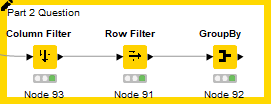 Part 2 Question
Column Filter Row Filter GroupBy
Node 93 Node 91 Node 92